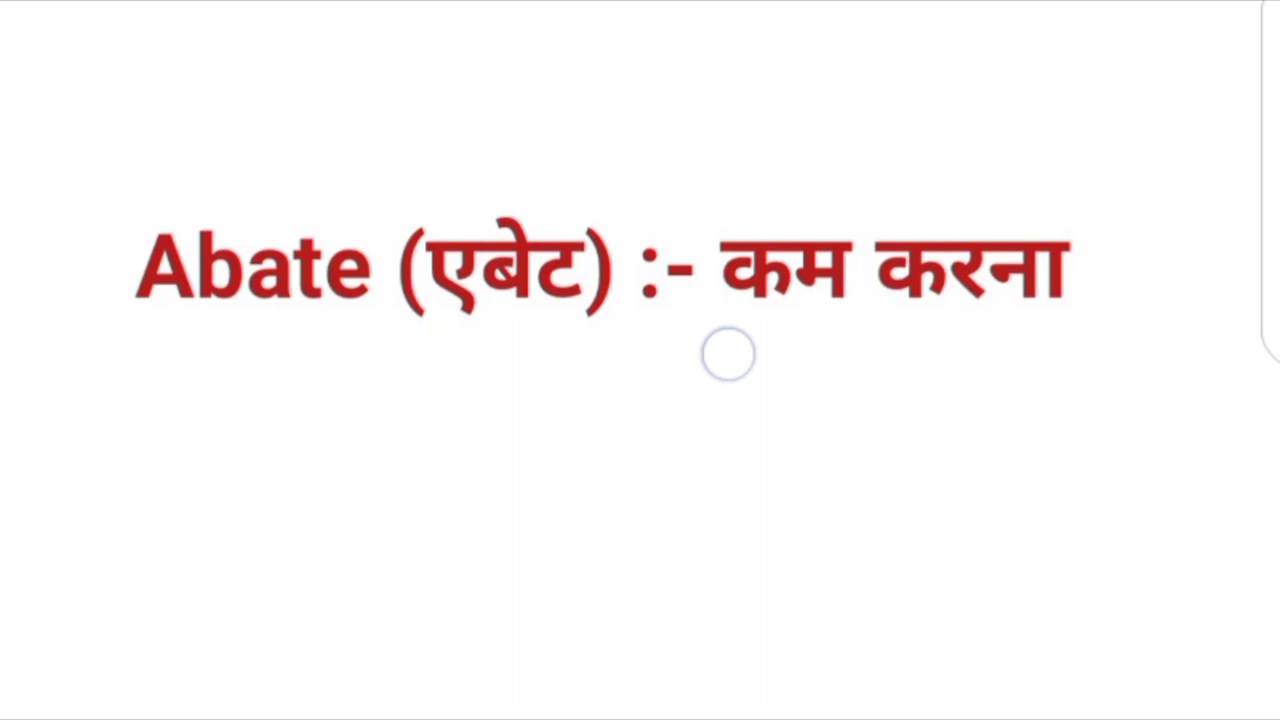 Abate (एबेट) :- कम करना